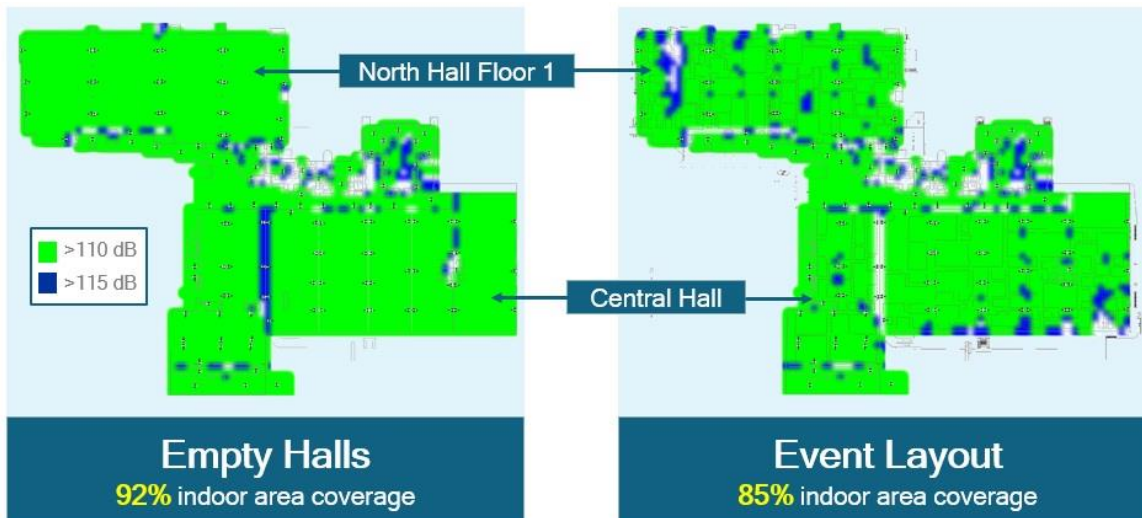 North Hall Floor 1
>110 dB
>115 dB
Central Hall
Empty Halls
92% indoor area coverage
Event Layout
85% indoor area coverage